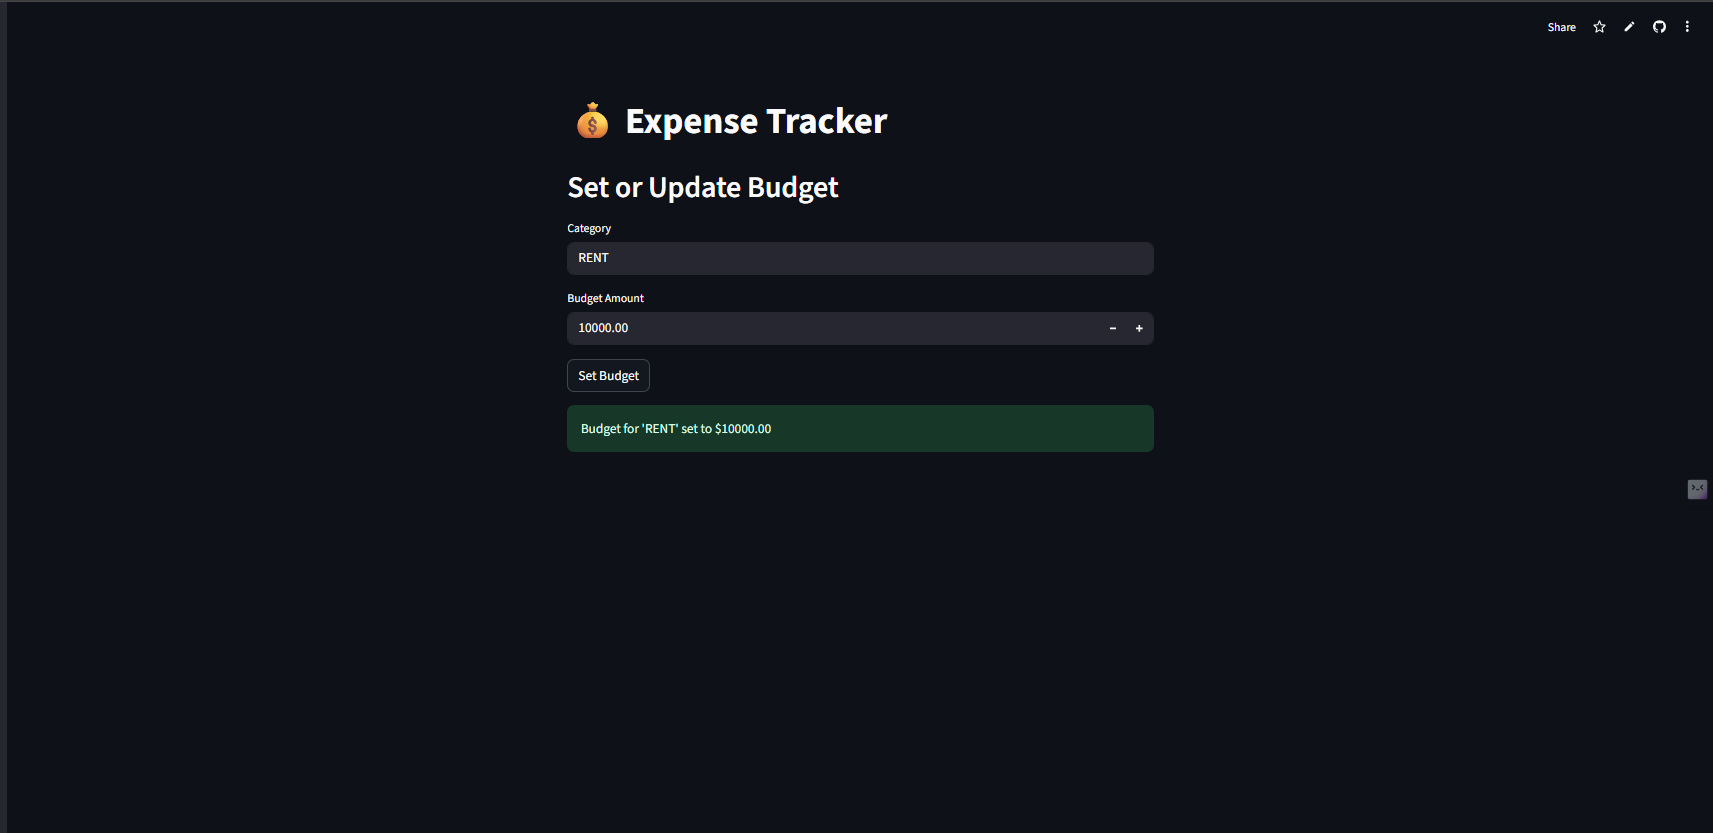 Share
Expense Tracker
Set or Update Budget
Category
RENT
Budget Amount
10000.00
Set Budget
Budget for 'RENT' set to $10000.00